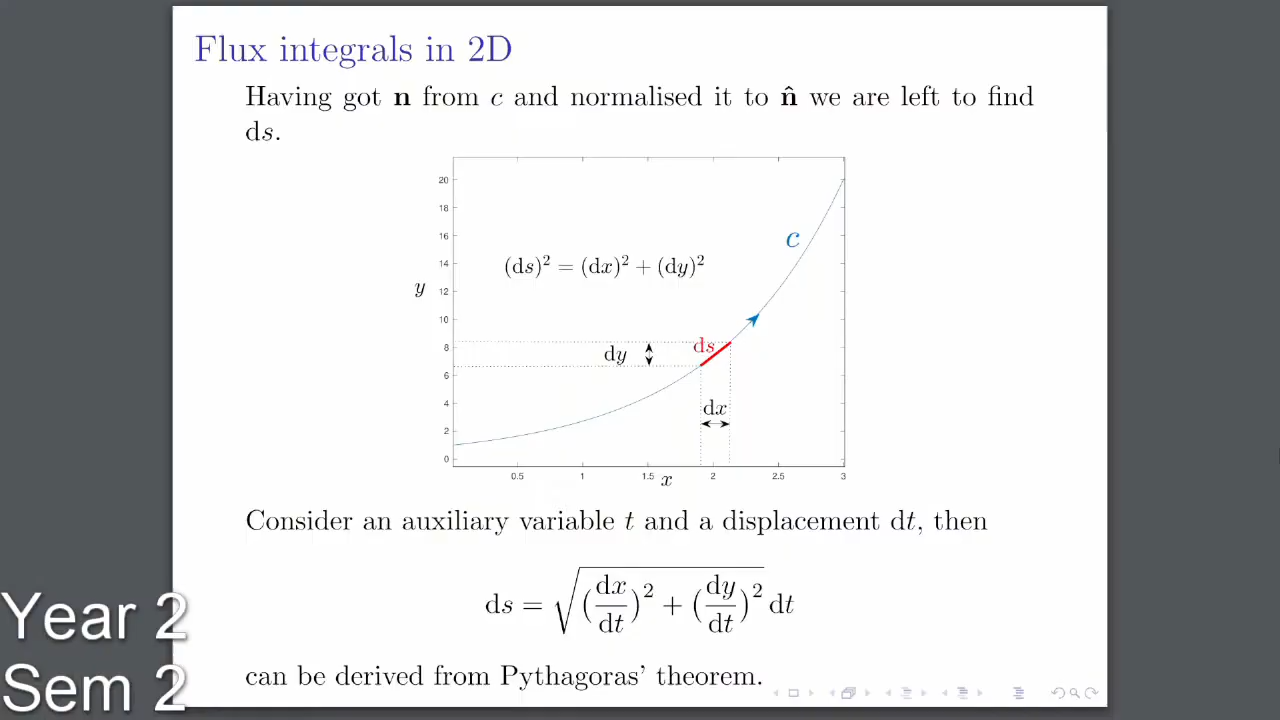 Flux integrals in 2D
Having got n from c and normalised it to n̂ we are left to find
ds.
20
18
16
14
12
10
8
6
4
2
0
y
(ds)² = (dx)² + (dy)²
c
ds
dy
dx
0.5 1 1.5 2 2.5 3
x
Consider an auxiliary variable t and a displacement dt, then
ds = √((dx/dt)² + (dy/dt)²) dt
can be derived from Pythagoras' theorem.
Year 2
Sem 2